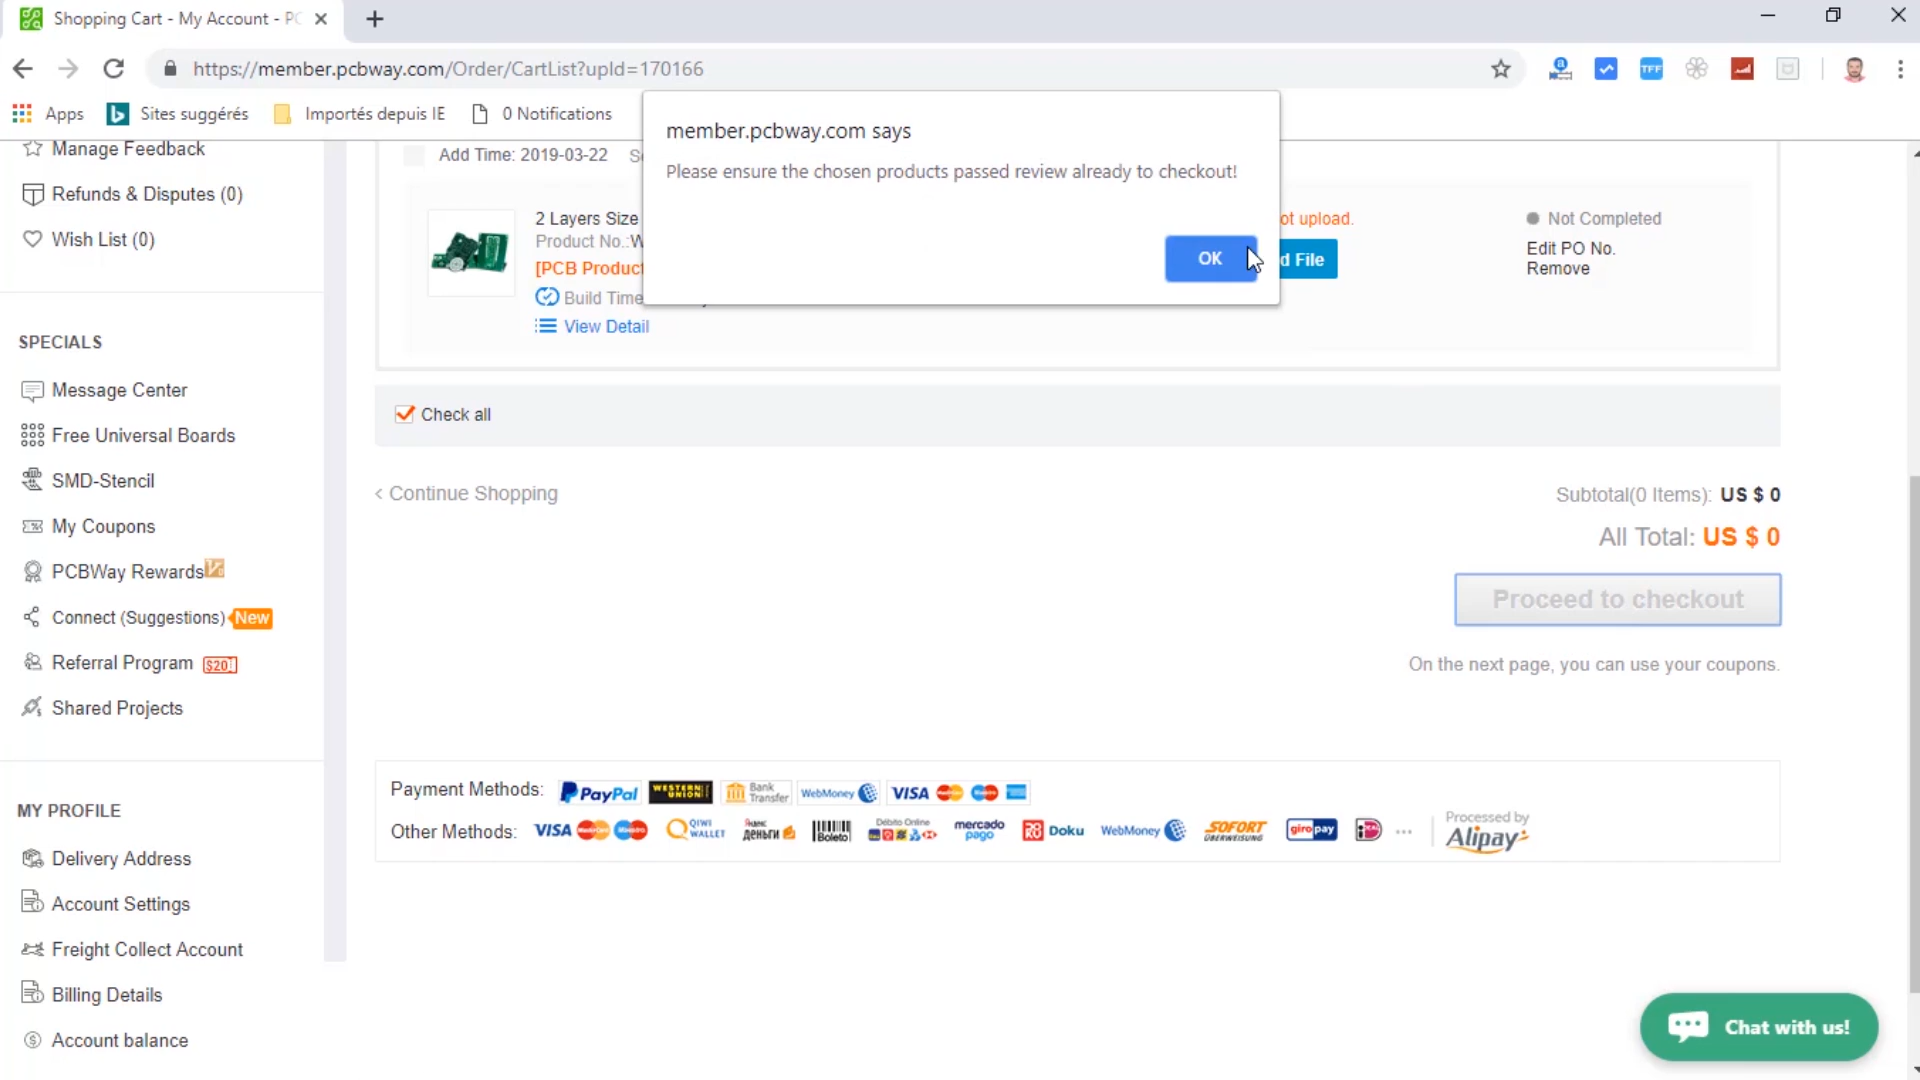 Shopping Cart - My Account - PC
https://member.pcbway.com/Order/CartList?upId=170166
Apps
Sites suggérés
Importés depuis IE
0 Notifications
member.pcbway.com says
Please ensure the chosen products passed review already to checkout!
OK
Manage Feedback
Refunds & Disputes (0)
Wish List (0)
SPECIALS
Message Center
Free Universal Boards
SMD-Stencil
My Coupons
PCBWay Rewards
Connect (Suggestions) New
Referral Program $20
Shared Projects
MY PROFILE
Delivery Address
Account Settings
Freight Collect Account
Billing Details
Account balance
Add Time: 2019-03-22
2 Layers Size
Product No.:W
[PCB Product
Build Time
View Detail
ot upload.
d File
Not Completed
Edit PO No.
Remove
Check all
< Continue Shopping
Subtotal(0 Items): US $ 0
All Total: US $ 0
Proceed to checkout
On the next page, you can use your coupons.
Payment Methods: PayPal WESTERN UNION Bank Transfer WebMoney VISA
Other Methods: VISA QIWI WALLET Яндекс ДЕНЬГИ Boleto Débito Online mercado pago Doku WebMoney SOFORT ÜBERWEISUNG giropay iDEAL ...
Processed by
Alipay
Chat with us!